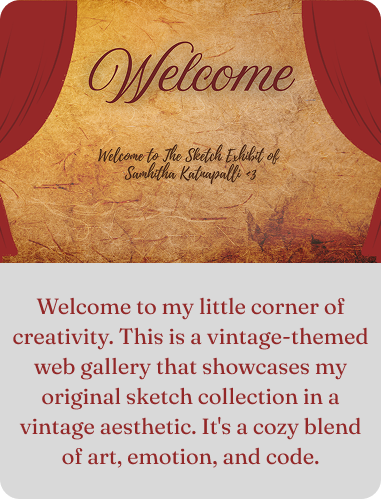 Welcome
Welcome to The Sketch Exhibit of
Samhitha Katnapalli <3
Welcome to my little corner of
creativity. This is a vintage-themed
web gallery that showcases my
original sketch collection in a
vintage aesthetic. It's a cozy blend
of art, emotion, and code.